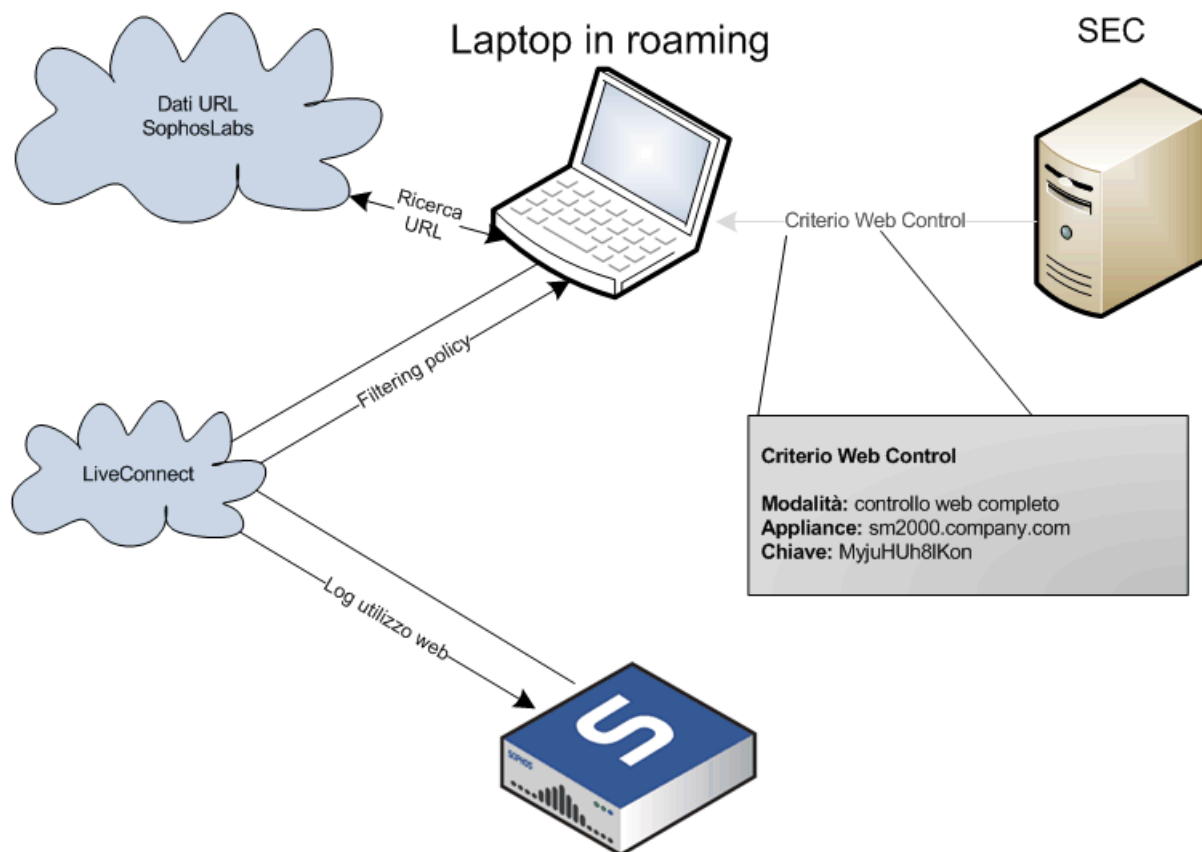 Laptop in roaming
SEC
Dati URL
SophosLabs
Ricerca
URL
Criterio Web Control
Filtering policy
LiveConnect
Criterio Web Control
Modalità: controllo web completo
Appliance: sm2000.company.com
Chiave: MyjuHUh8IKon
Log utilizzo web
SOPHOS